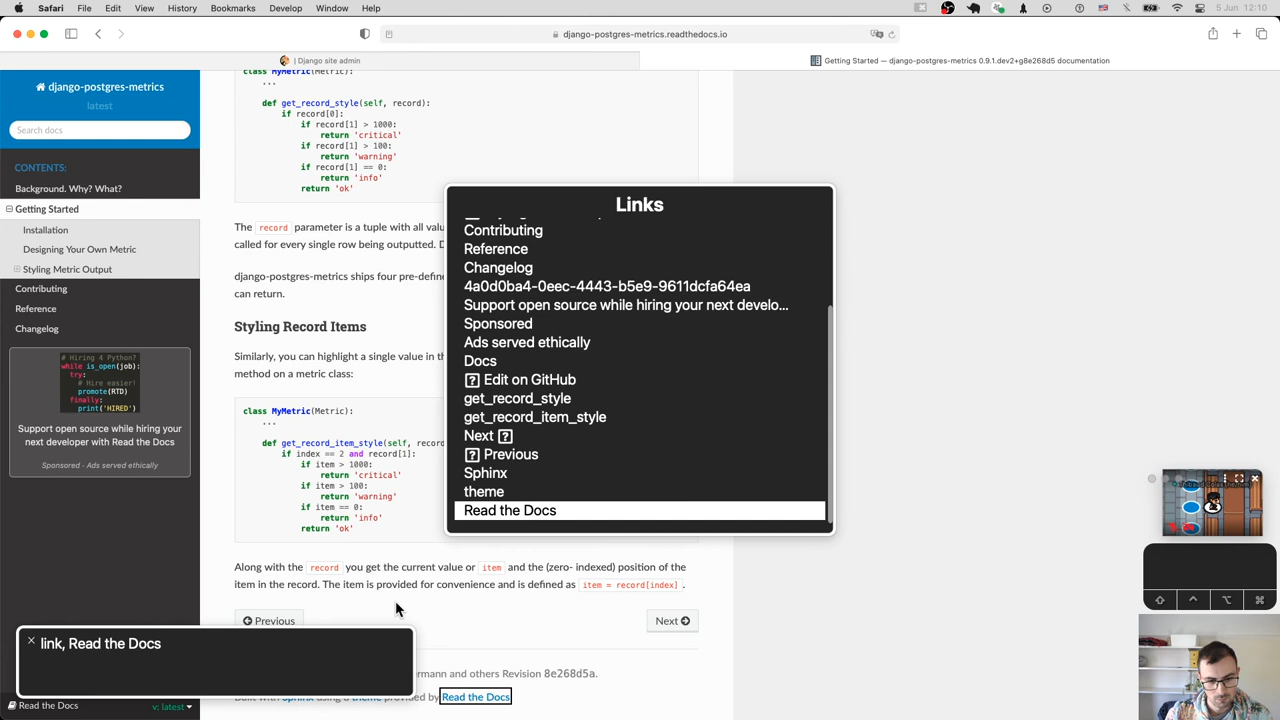 Safari File Edit View History Bookmarks Develop Window Help
5 Jun 12:10
django-postgres-metrics.readthedocs.io
| Django site admin
Getting Started — django-postgres-metrics 0.9.1.dev2+g8e268d5 documentation
django-postgres-metrics
latest
Search docs
CONTENTS:
Background. Why? What?
Getting Started
Installation
Designing Your Own Metric
Styling Metric Output
Contributing
Reference
Changelog
# Hiring 4 Python?
while is_open(job):
try:
# Hire easier!
promote(RTD)
finally:
print('HIRED')
Support open source while hiring your
next developer with Read the Docs
Sponsored · Ads served ethically
Read the Docs
v: latest
class MyMetric(Metric):
...
def get_record_style(self, record):
if record[0]:
if record[1] > 1000:
return 'critical'
if record[1] > 100:
return 'warning'
if record[1] == 0:
return 'info'
return 'ok'
The record parameter is a tuple with all valu
called for every single row being outputted. D
django-postgres-metrics ships four pre-define
can return.
Styling Record Items
Similarly, you can highlight a single value in th
method on a metric class:
class MyMetric(Metric):
...
def get_record_item_style(self, recor
if index == 2 and record[1]:
if item > 1000:
return 'critical'
if item > 100:
return 'warning'
if item == 0:
return 'info'
return 'ok'
Along with the record you get the current value or item and the (zero- indexed) position of the
item in the record. The item is provided for convenience and is defined as item = record[index] .
Previous
Next
ermann and others Revision 8e268d5a.
Built with Sphinx using a theme provided by Read the Docs
Links
Contributing
Reference
Changelog
4a0d0ba4-0eec-4443-b5e9-9611dcfa64ea
Support open source while hiring your next develo...
Sponsored
Ads served ethically
Docs
Edit on GitHub
get_record_style
get_record_item_style
Next
Previous
Sphinx
theme
Read the Docs
link, Read the Docs